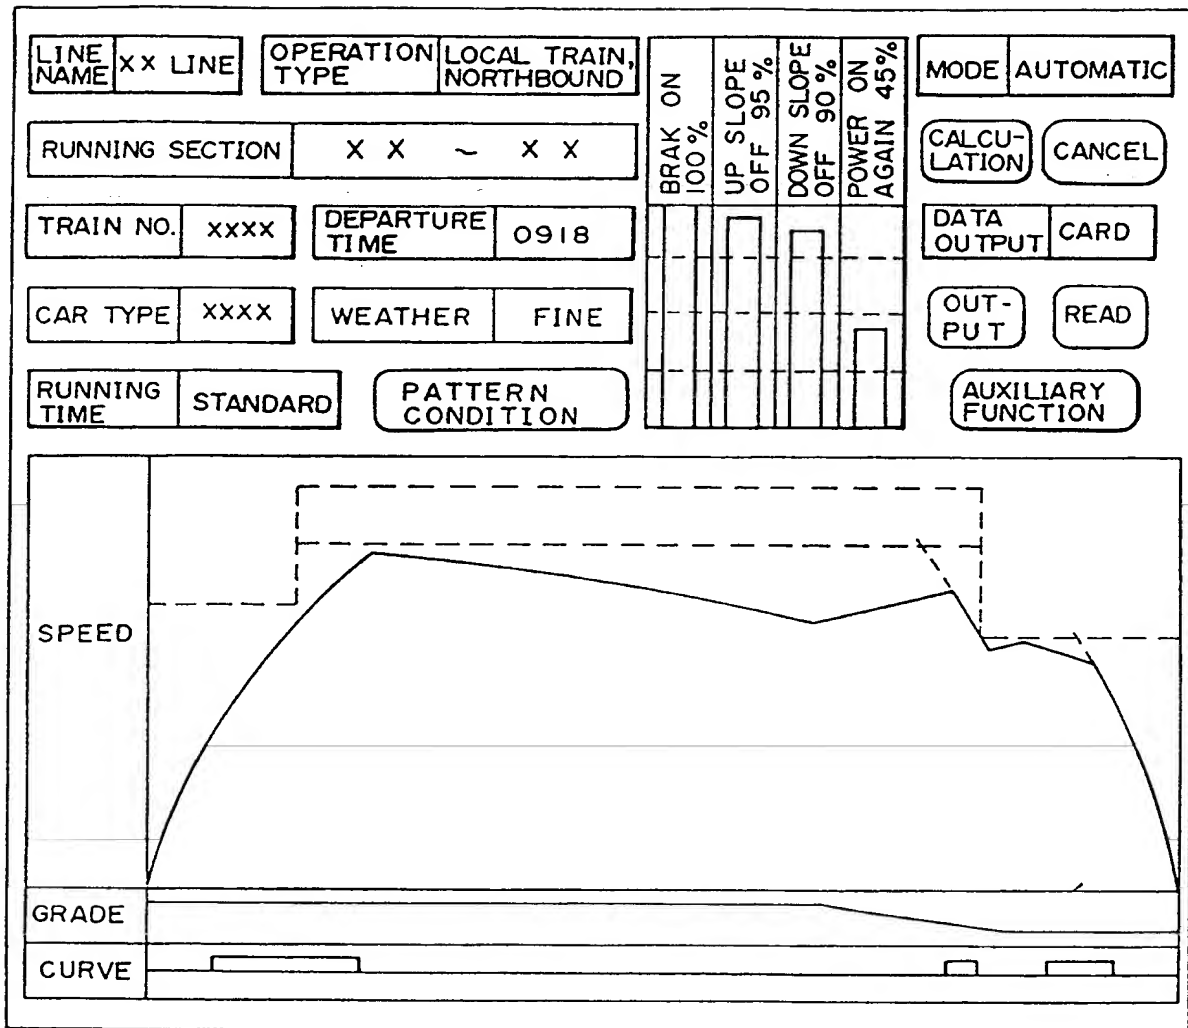 LINE NAME
XX LINE
OPERATION TYPE
LOCAL TRAIN, NORTHBOUND
BRAK ON 100%
UP SLOPE OFF 95%
DOWN SLOPE OFF 90%
POWER ON AGAIN 45%
MODE
AUTOMATIC
RUNNING SECTION
X X ~ X X
CALCU-
LATION
CANCEL
TRAIN NO.
XXXX
DEPARTURE TIME
0918
DATA OUTPUT
CARD
CAR TYPE
XXXX
WEATHER
FINE
OUT-
PUT
READ
RUNNING TIME
STANDARD
PATTERN CONDITION
AUXILIARY FUNCTION
SPEED
GRADE
CURVE